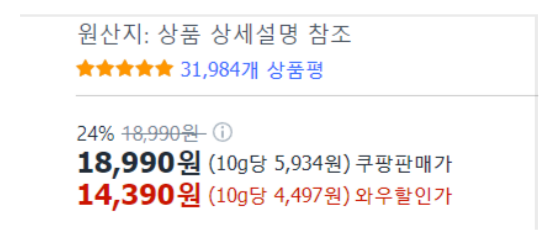 원산지: 상품 상세설명 참조
31,984개 상품평
24% 18,990원
18,990원 (10g당 5,934원) 쿠팡판매가
14,390원 (10g당 4,497원) 와우할인가